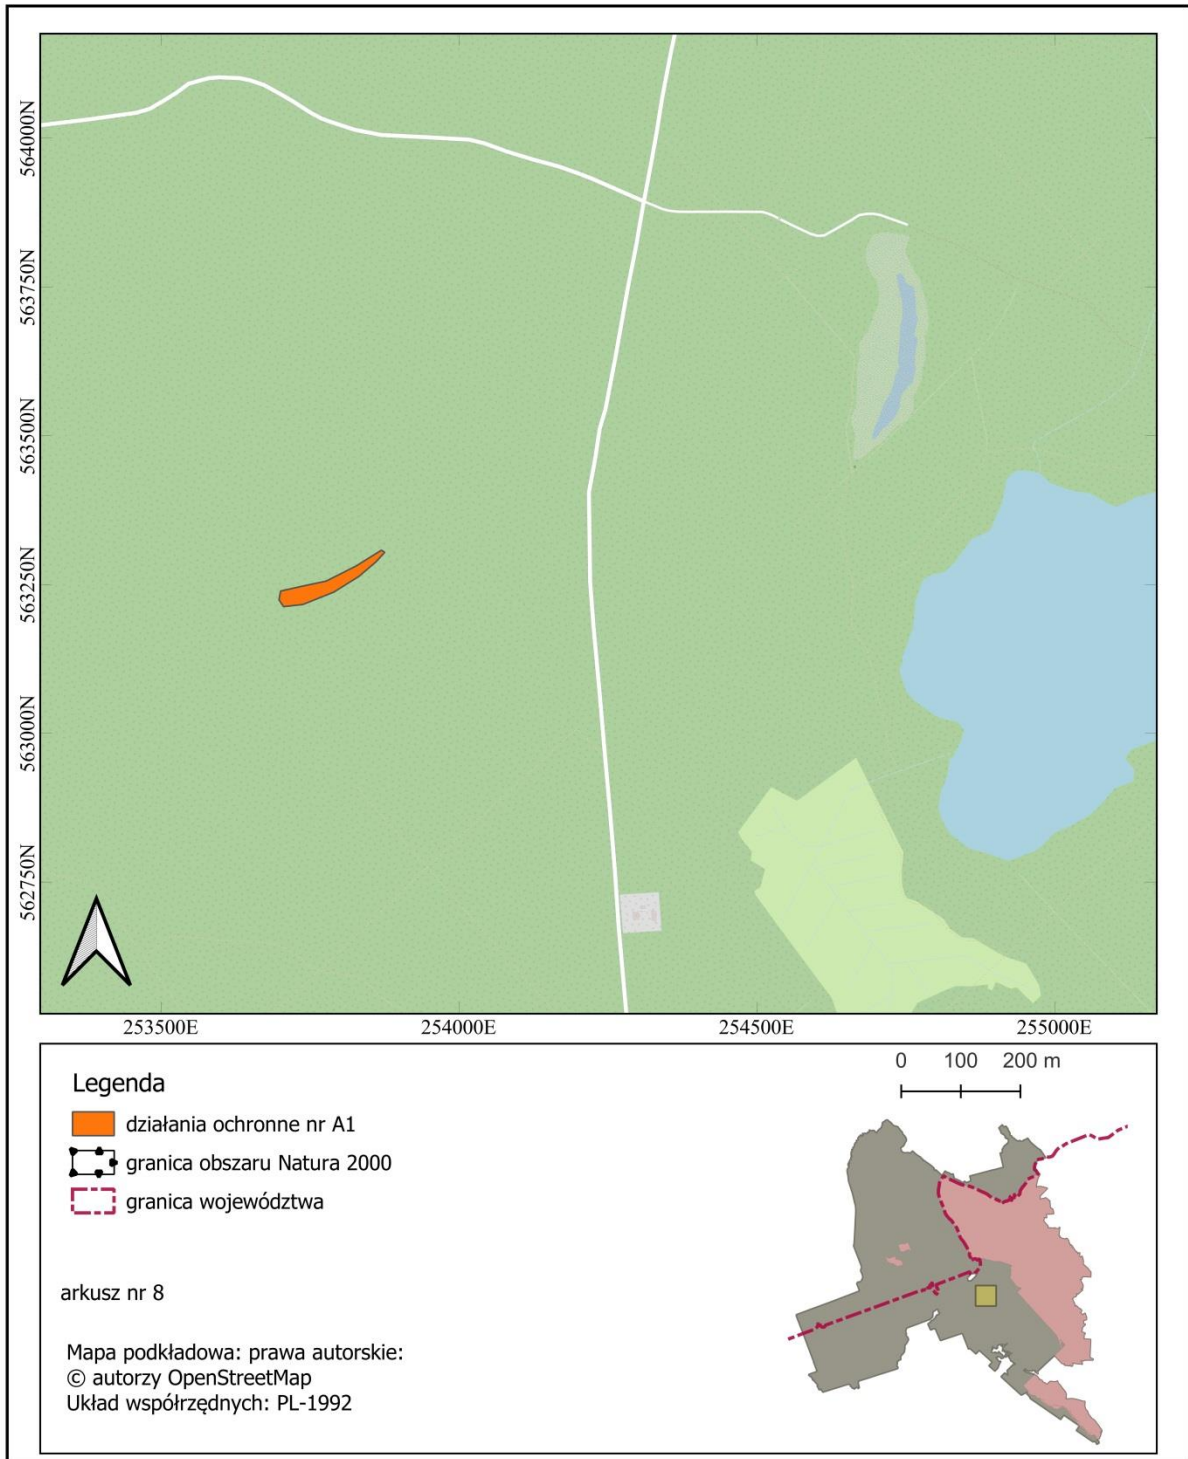 564000N
563750N
563500N
563250N
563000N
562750N
253500E
254000E
254500E
255000E
Legenda
działania ochronne nr A1
granica obszaru Natura 2000
granica województwa
0 100 200 m
arkusz nr 8
Mapa podkładowa: prawa autorskie:
© autorzy OpenStreetMap
Układ współrzędnych: PL-1992